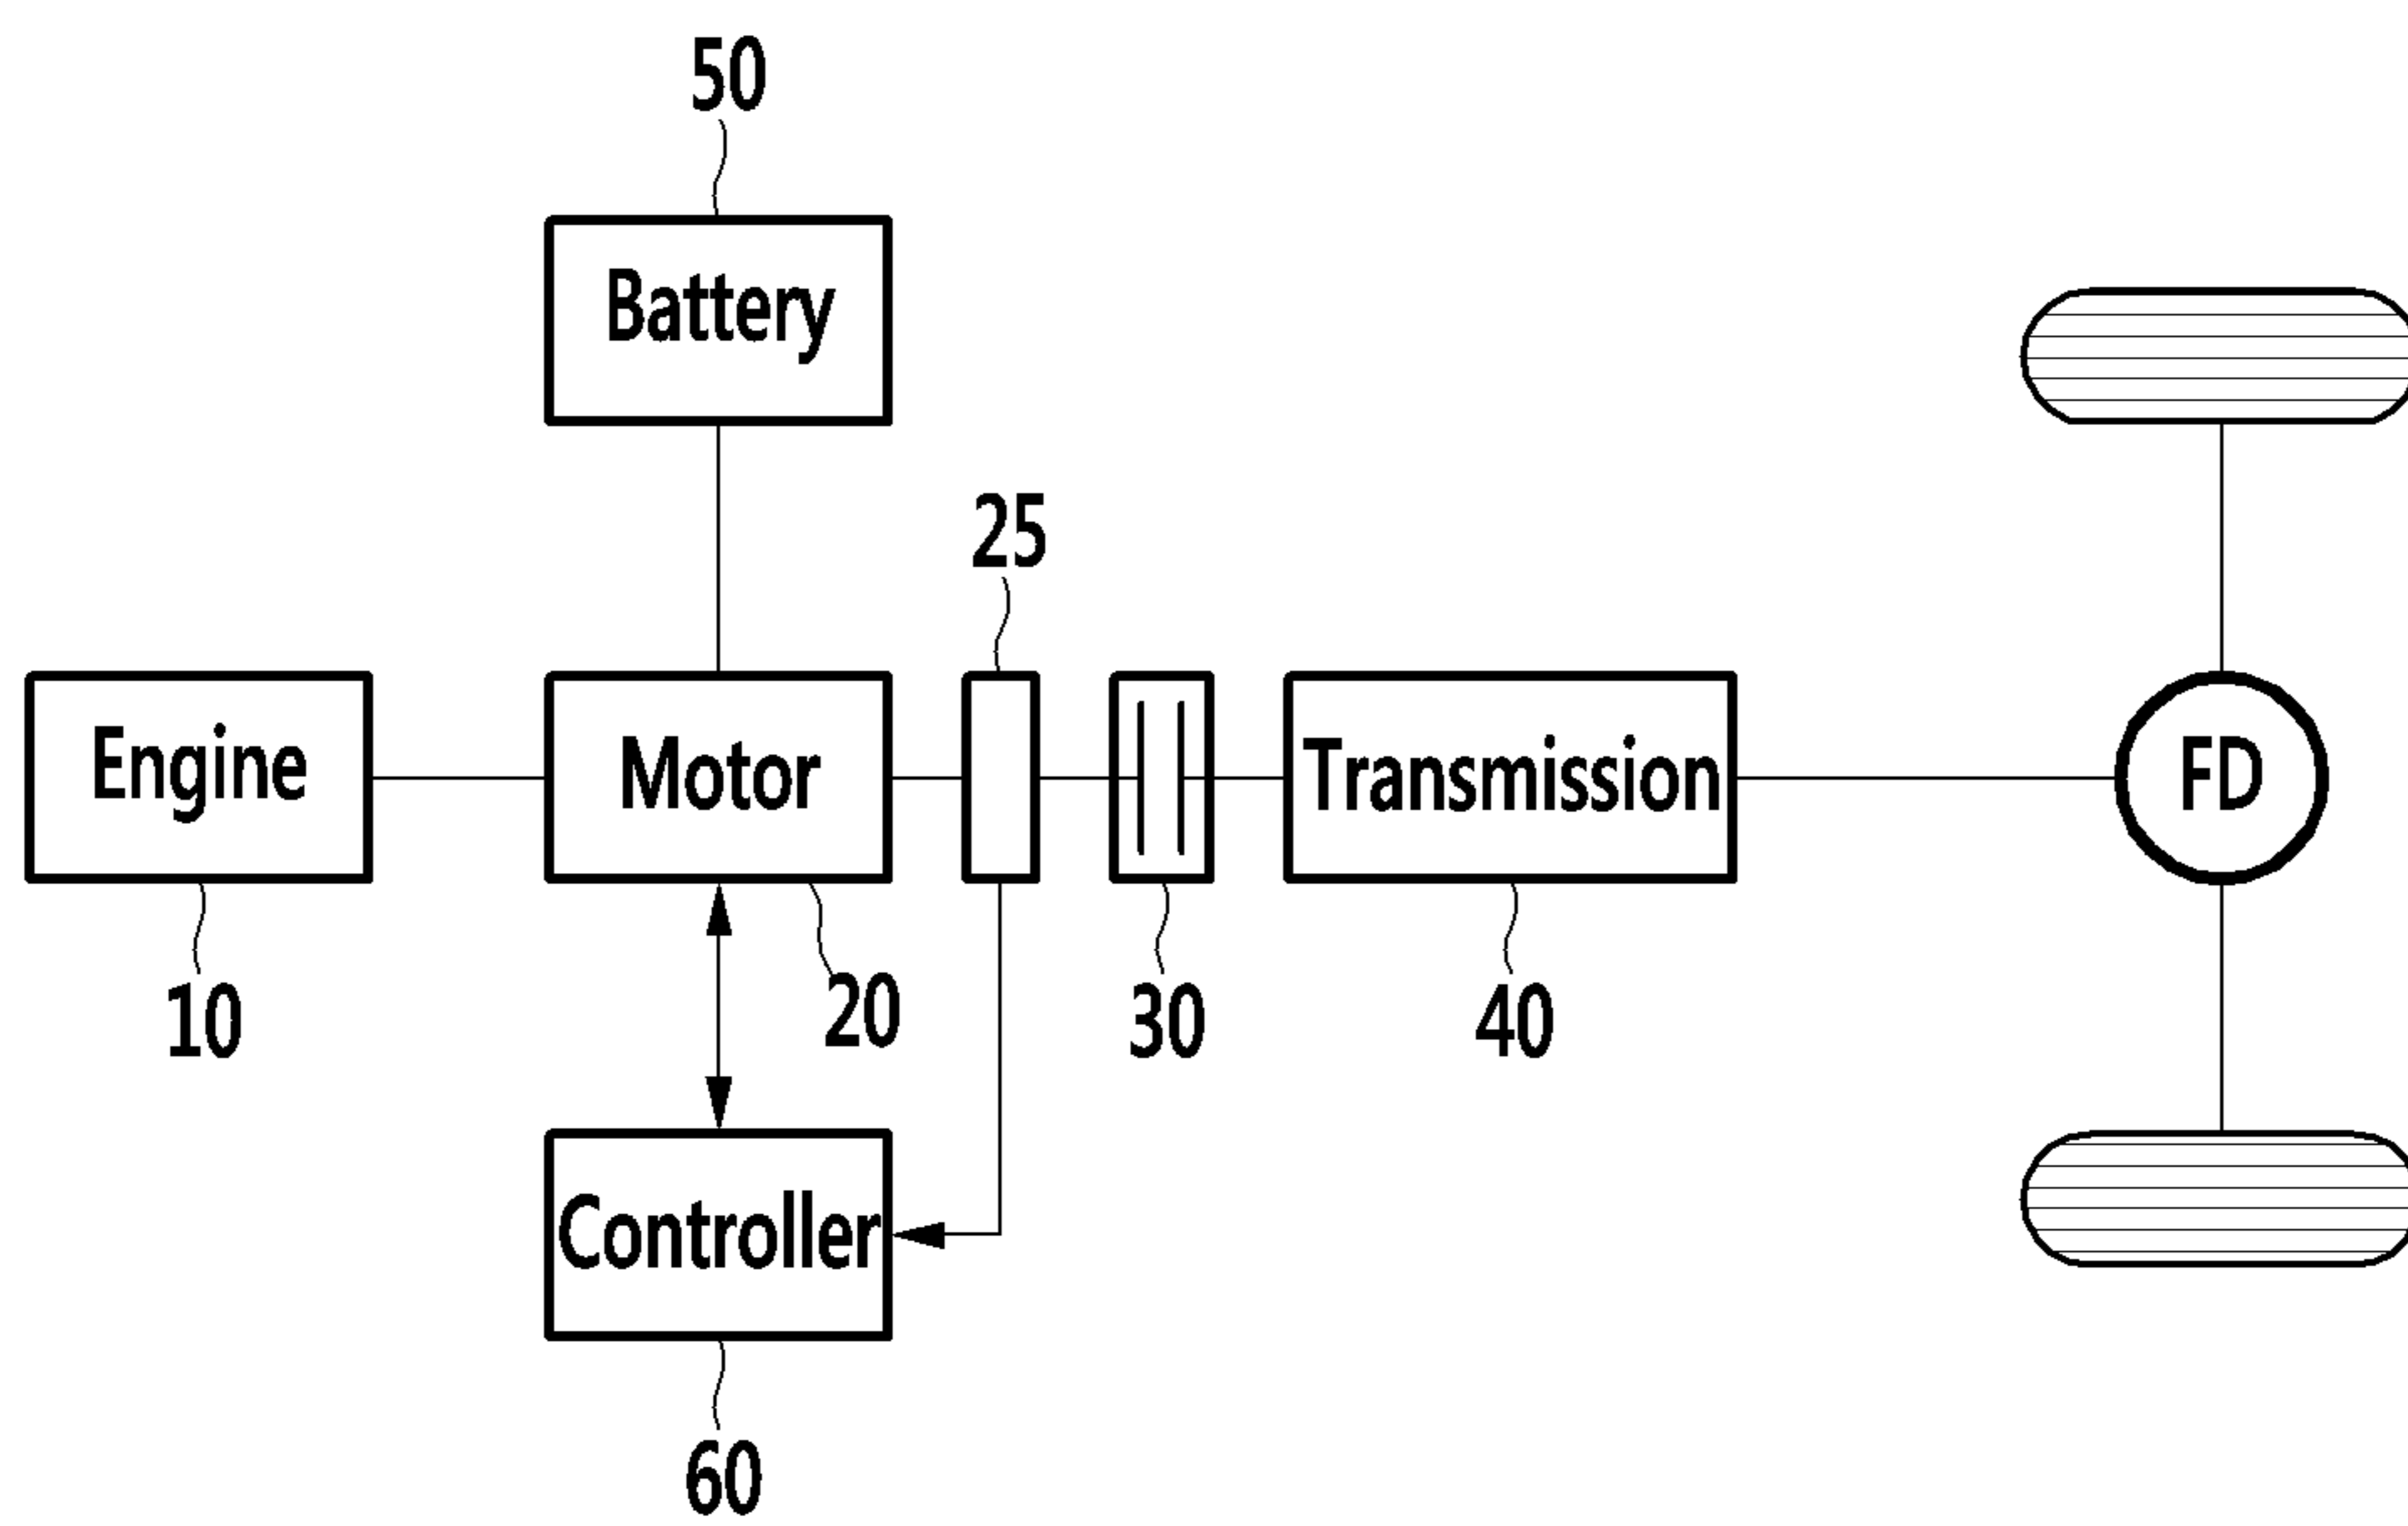 50
Battery
25
Engine
Motor
Transmission
FD
10
20
30
40
Controller
60